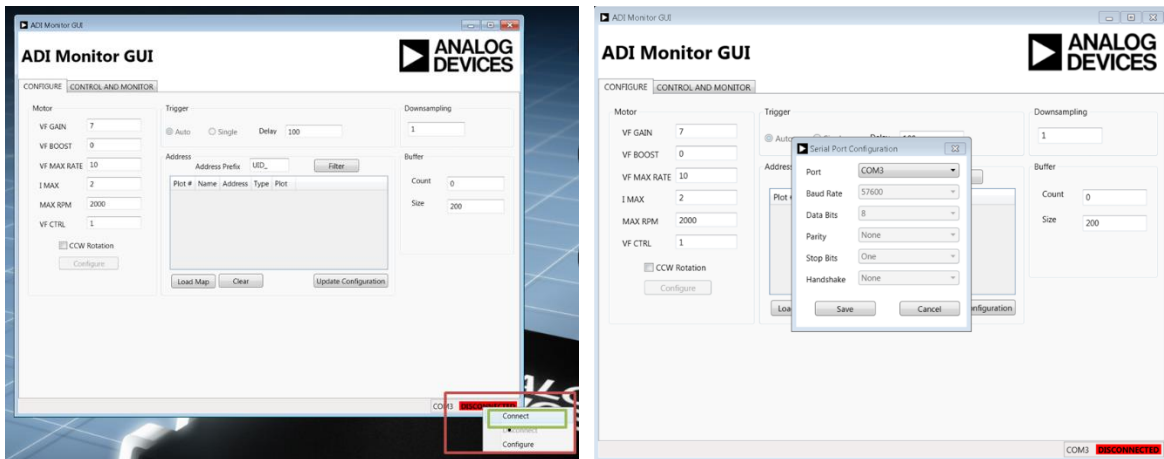 ADI Monitor GUI
ADI Monitor GUI
ANALOG
DEVICES
CONFIGURE CONTROL AND MONITOR
Motor
VF GAIN 7
VF BOOST 0
VF MAX RATE 10
I MAX 2
MAX RPM 2000
VF CTRL 1
CCW Rotation
Configure
Trigger
Auto Single Delay 100
Address
Address Prefix UID_ Filter
Plot # Name Address Type Plot
Load Map Clear Update Configuration
Downsampling
1
Buffer
Count 0
Size 200
COM3 DISCONNECTED
Connect
Disconnect
Configure
ADI Monitor GUI
ADI Monitor GUI
ANALOG
DEVICES
CONFIGURE CONTROL AND MONITOR
Motor
VF GAIN 7
VF BOOST 0
VF MAX RATE 10
I MAX 2
MAX RPM 2000
VF CTRL 1
CCW Rotation
Configure
Trigger
Serial Port Configuration
Port COM3
Baud Rate 57600
Data Bits 8
Parity None
Stop Bits One
Handshake None
Save Cancel
Downsampling
1
Buffer
Count 0
Size 200
COM3 DISCONNECTED